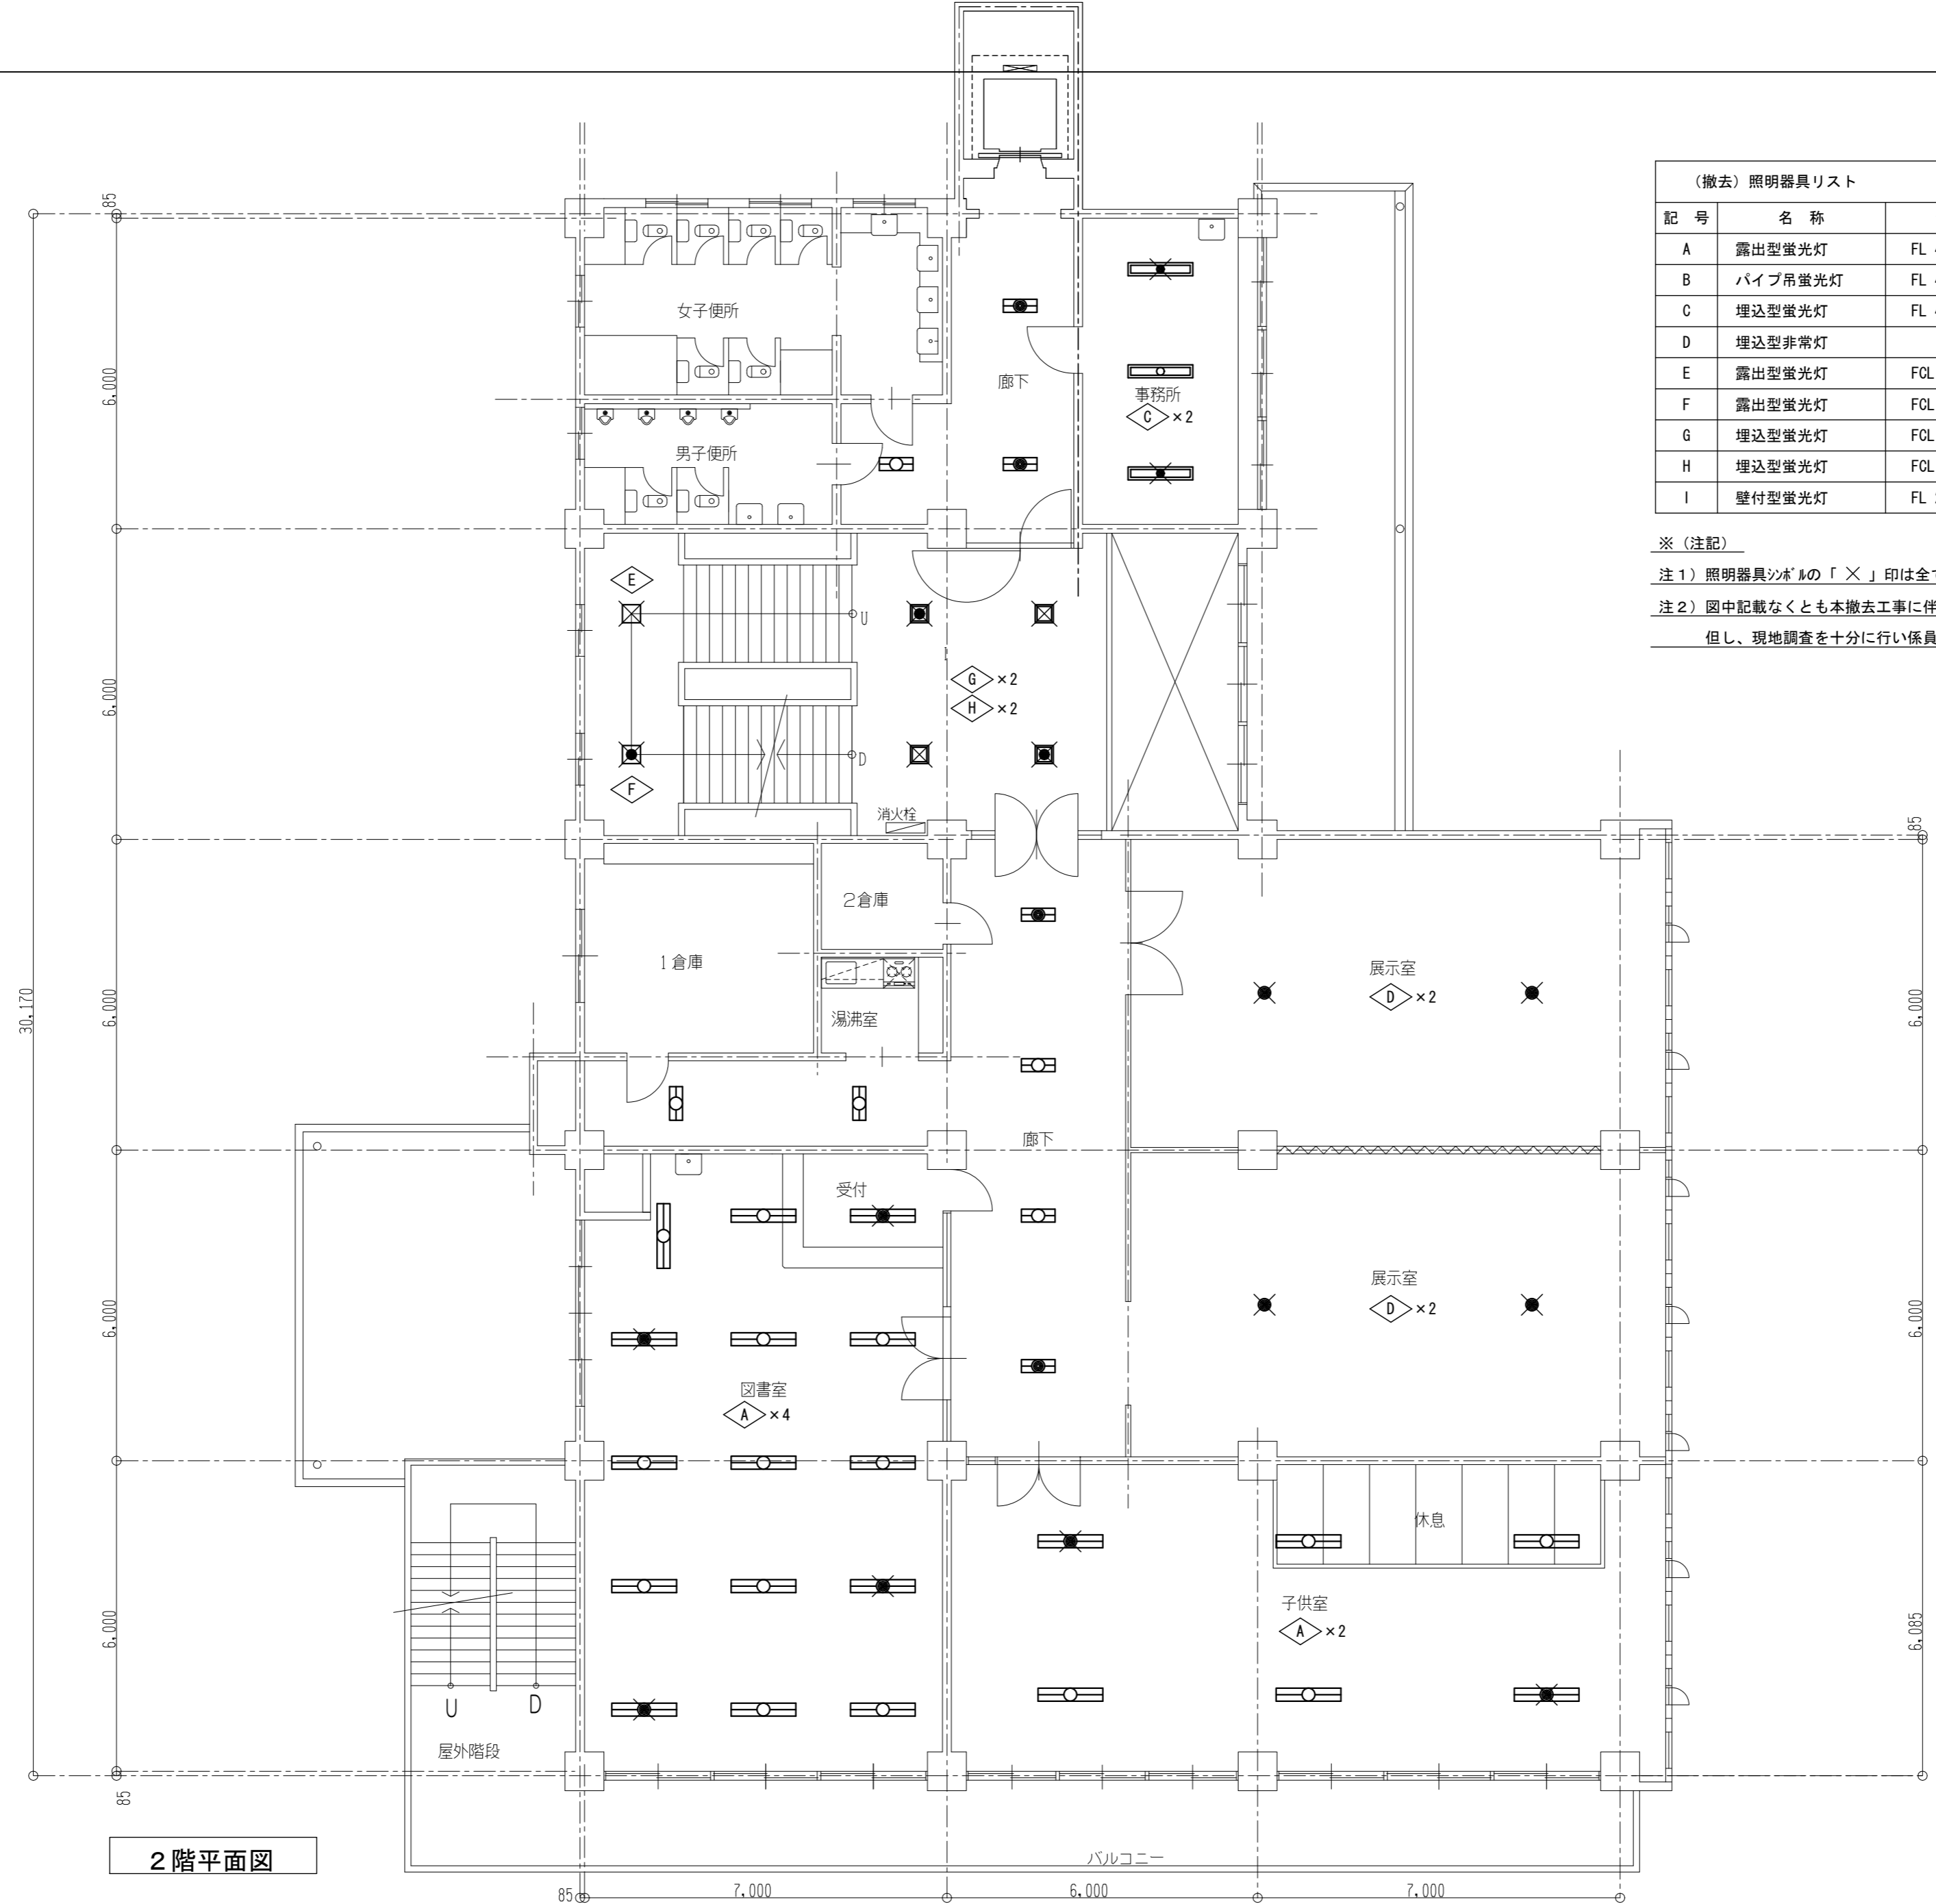 (撤去) 照明器具リスト
記 号 名 称
A 露出型蛍光灯 FL
B パイプ吊蛍光灯 FL
C 埋込型蛍光灯 FL
D 埋込型非常灯
E 露出型蛍光灯 FCL
F 露出型蛍光灯 FCL
G 埋込型蛍光灯 FCL
H 埋込型蛍光灯 FCL
I 壁付型蛍光灯 FL
※(注記)
注1)照明器具シンボルの「 × 」印は全て
注2)図中記載なくとも本撤去工事に伴
但し、現地調査を十分に行い係員
85
6,000
6,000
6,000
6,000
6,000
85
30,170
女子便所
廊下
事務所
C ×2
男子便所
E
U
G ×2
H ×2
D
F
消火栓
2倉庫
1倉庫
湯沸室
展示室
D ×2
廊下
受付
展示室
D ×2
図書室
A ×4
休息
子供室
A ×2
U
D
屋外階段
85
6,000
6,000
6,085
2階平面図
バルコニー
85
7,000
6,000
7,000